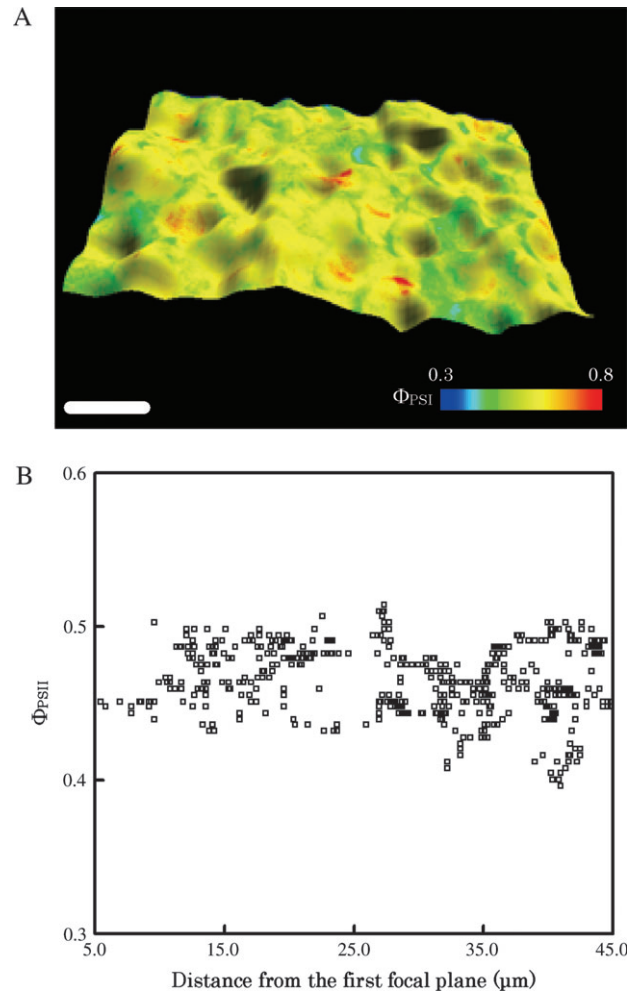 A
0.3 0.8
ΦPSI
B
0.6
0.5
0.4
0.3
ΦPSII
5.0 15.0 25.0 35.0 45.0
Distance from the first focal plane (μm)